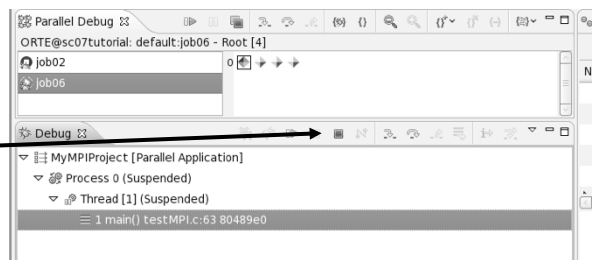 Parallel Debug
ORTE@sc07tutorial: default:job06 - Root [4]
job02
0
job06
N
Debug
MyMPIProject [Parallel Application]
Process 0 (Suspended)
Thread [1] (Suspended)
1 main() testMPI.c:63 80489e0